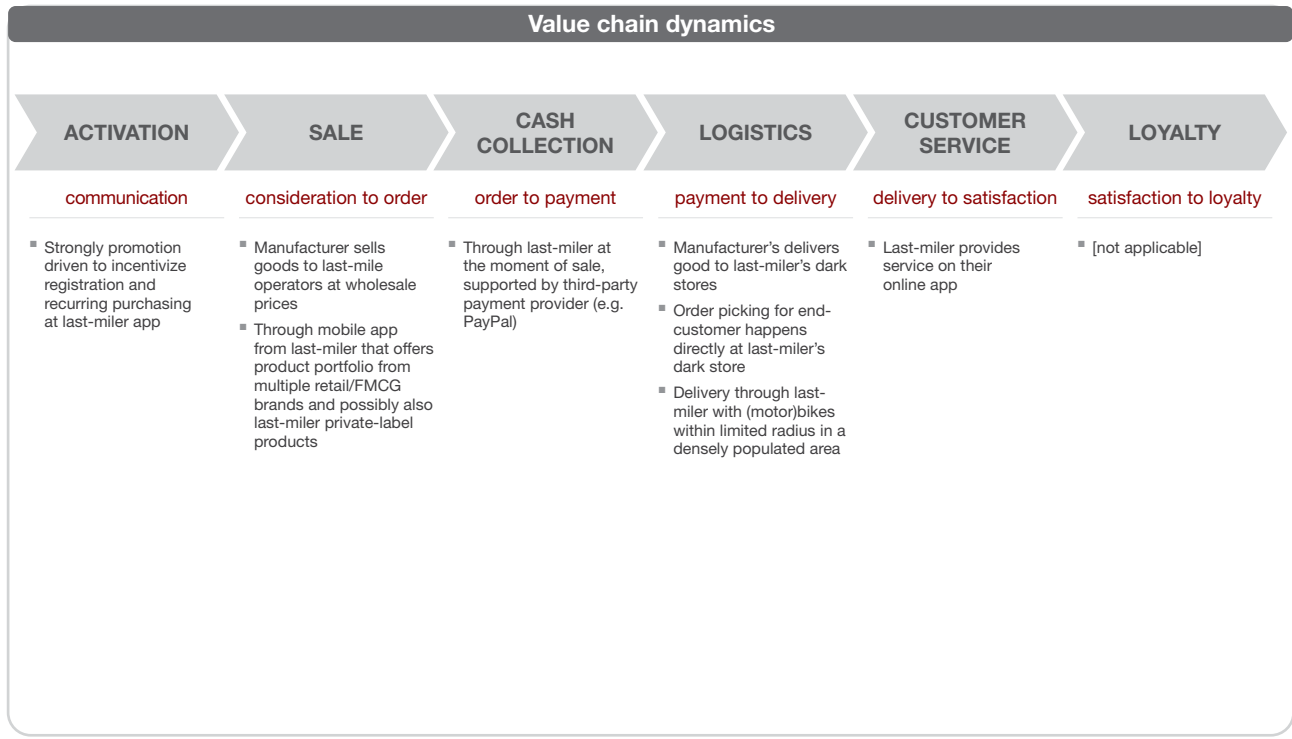 Value chain dynamics
ACTIVATION
communication
▪ Strongly promotion
driven to incentivize
registration and
recurring purchasing
at last-miler app
SALE
consideration to order
▪ Manufacturer sells
goods to last-mile
operators at wholesale
prices
▪ Through mobile app
from last-miler that offers
product portfolio from
multiple retail/FMCG
brands and possibly also
last-miler private-label
products
CASH
COLLECTION
order to payment
▪ Through last-miler at
the moment of sale,
supported by third-party
payment provider (e.g.
PayPal)
LOGISTICS
payment to delivery
▪ Manufacturer’s delivers
good to last-miler’s dark
stores
▪ Order picking for end-
customer happens
directly at last-miler’s
dark store
▪ Delivery through last-
miler with (motor)bikes
within limited radius in a
densely populated area
CUSTOMER
SERVICE
delivery to satisfaction
▪ Last-miler provides
service on their
online app
LOYALTY
satisfaction to loyalty
▪ [not applicable]